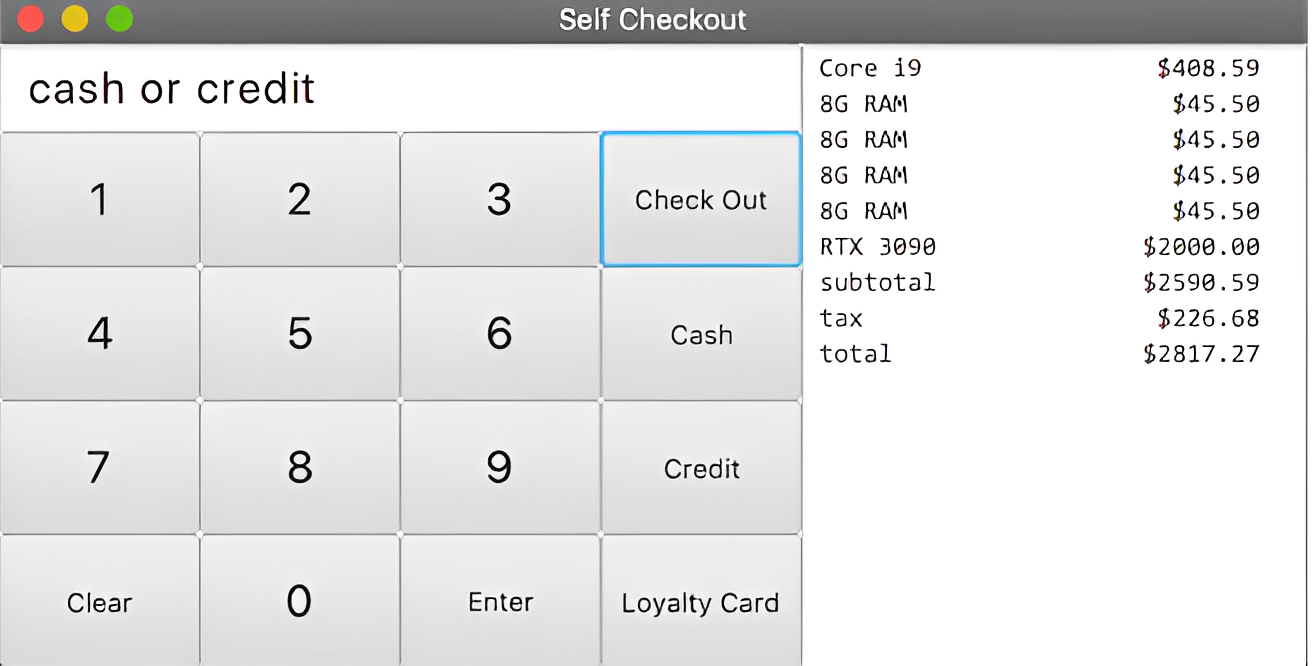 Self Checkout
cash or credit
1 2 3 Check Out
4 5 6 Cash
7 8 9 Credit
Clear 0 Enter Loyalty Card
Core i9 $408.59
8G RAM $45.50
8G RAM $45.50
8G RAM $45.50
8G RAM $45.50
RTX 3090 $2000.00
subtotal $2590.59
tax $226.68
total $2817.27